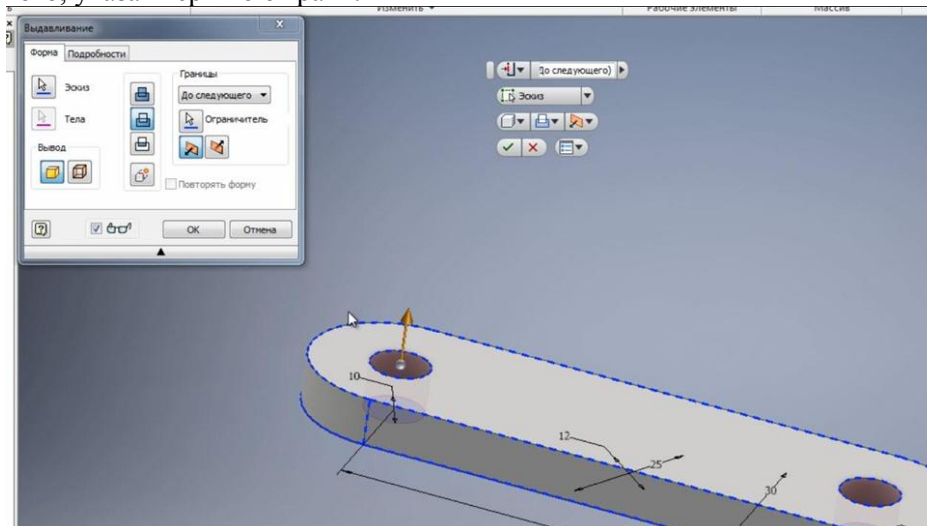 Изменить
Рабочие элементы
Массив
Выдавливание
Форма Подробности
Эскиз
Тела
Вывод
Границы
До следующего
Ограничитель
Повторять форму
ОК Отмена
До следующего)
Эскиз
10
12
25
30